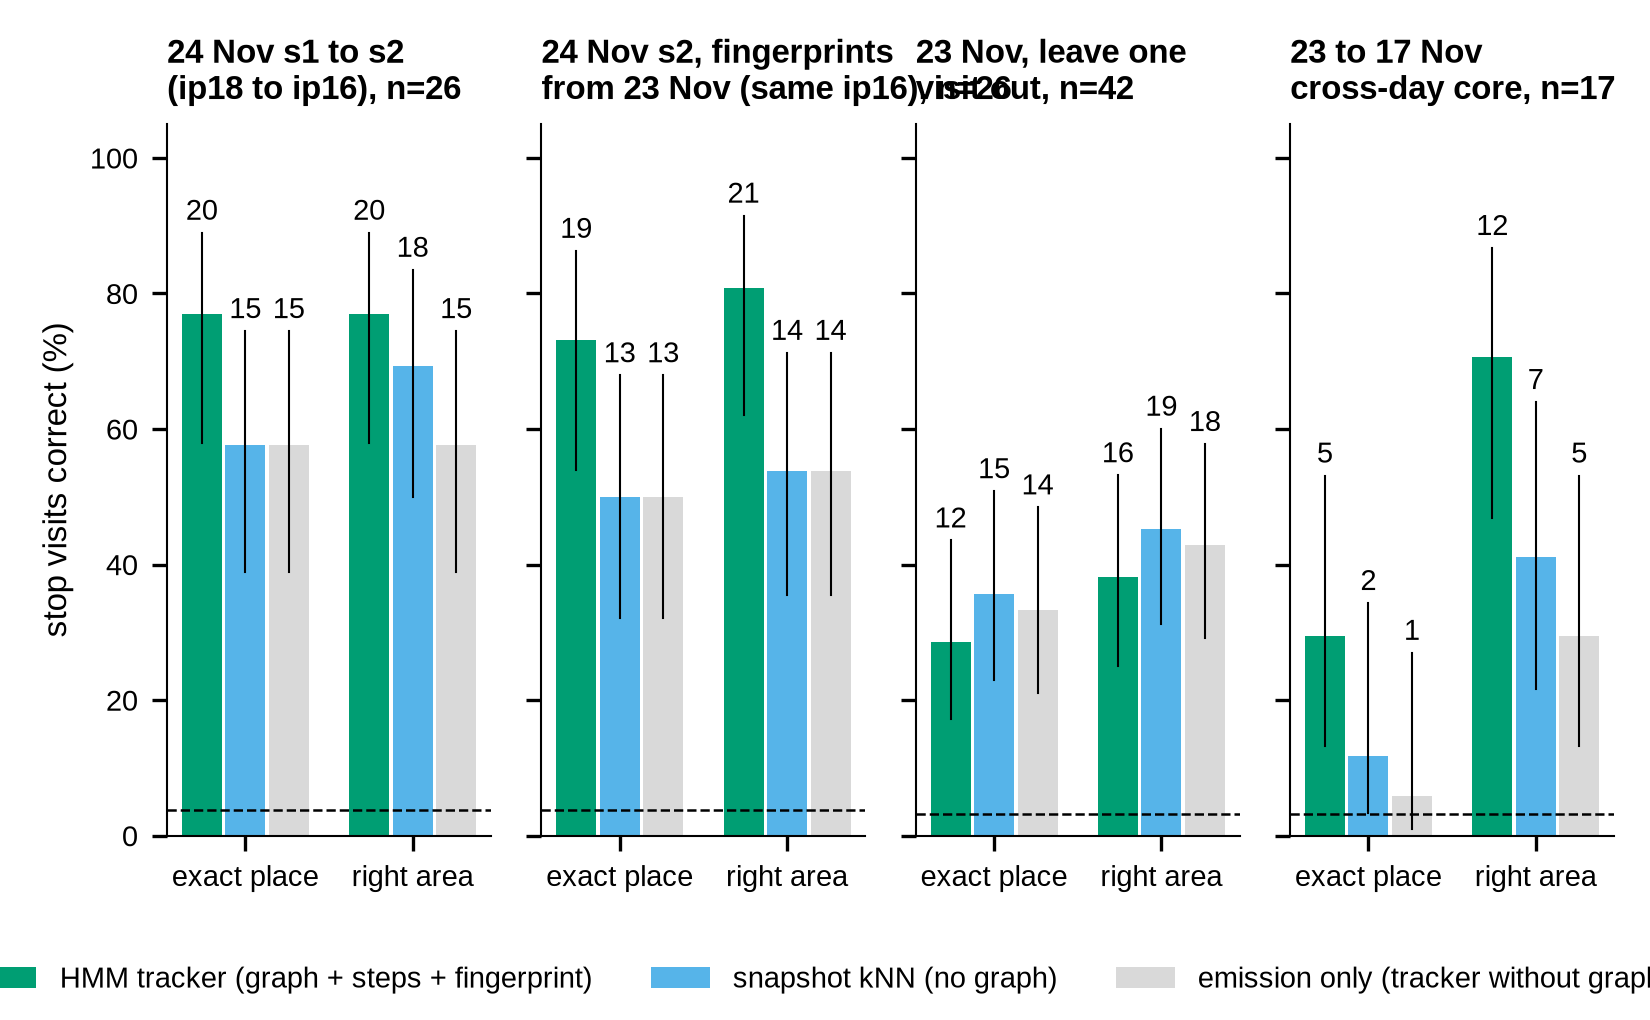 24 Nov s1 to s2
(ip18 to ip16), n=26
24 Nov s2, fingerprints
from 23 Nov (same ip16), n=26
23 Nov, leave one
visit out, n=42
23 to 17 Nov
cross-day core, n=17
stop visits correct (%)
100
80
60
40
20
0
20
15
15
20
18
15
19
13
13
21
14
14
12
15
14
16
19
18
5
2
1
12
7
5
exact place
right area
exact place
right area
exact place
right area
exact place
right area
HMM tracker (graph + steps + fingerprint)
snapshot kNN (no graph)
emission only (tracker without grap